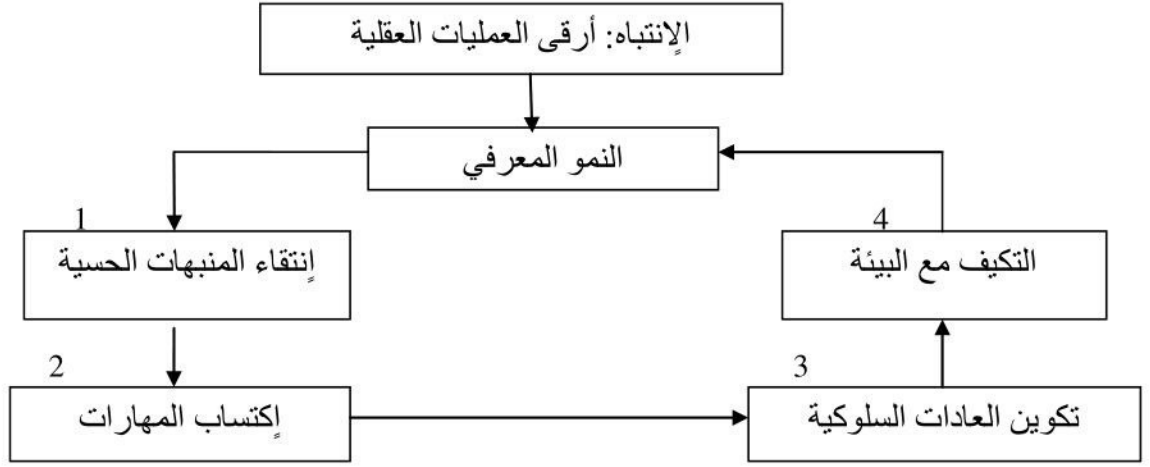 الإنتباه: أرقى العمليات العقلية
النمو المعرفي
1
إنتقاء المنبهات الحسية
2
إكتساب المهارات
3
تكوين العادات السلوكية
4
التكيف مع البيئة